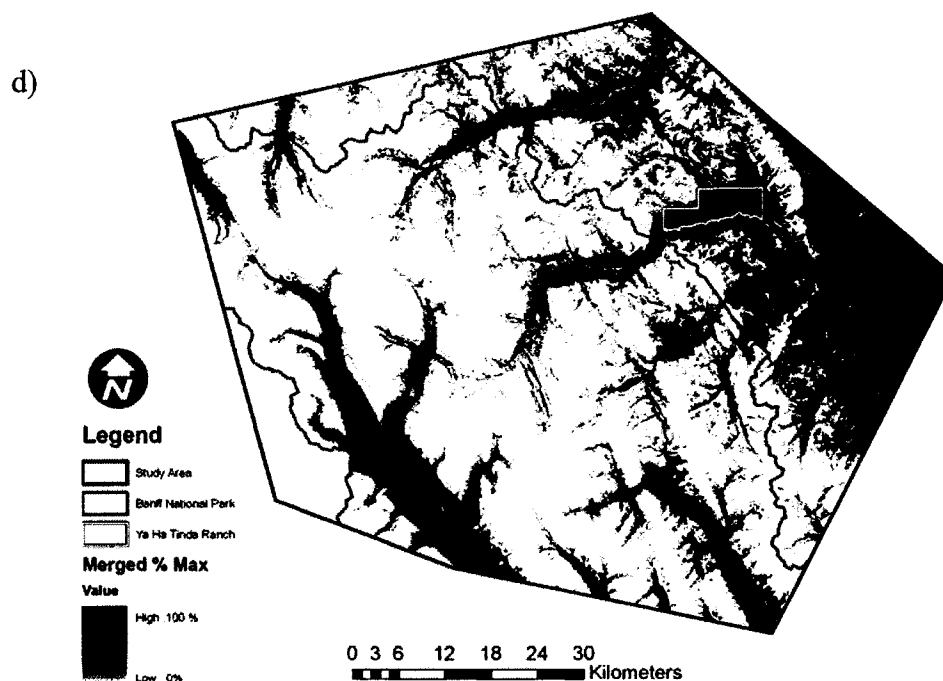 d)
N
Legend
Study Area
Banff National Park
Ya Ha Tinda Ranch
Merged % Max
Value
High 100 %
Low 0%
0 3 6 12 18 24 30
Kilometers